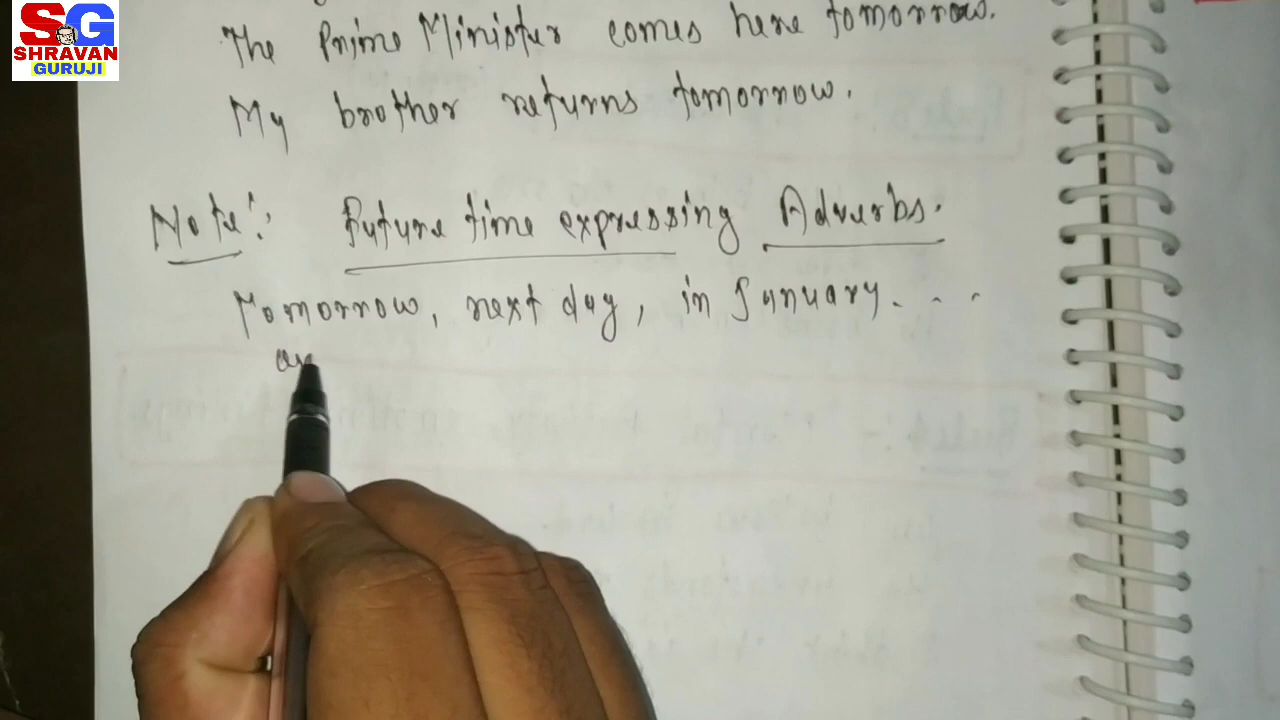 SG
SHRAVAN
GURUJI
The Prime Minister comes here tomorrow.
My brother returns tomorrow.
Note: Future time expressing Adverbs.
Tomorrow, next day, in January. . .